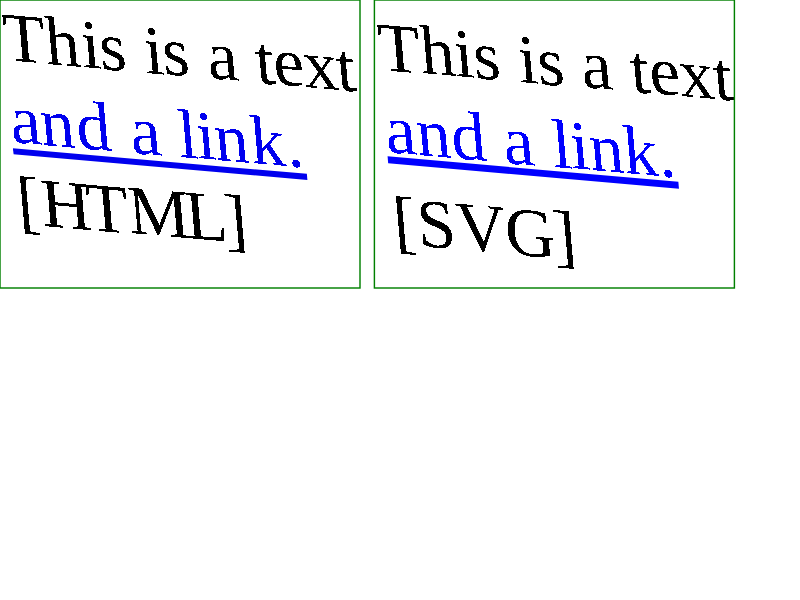 This is a text
and a link.
[HTML]
This is a text
and a link.
[SVG]